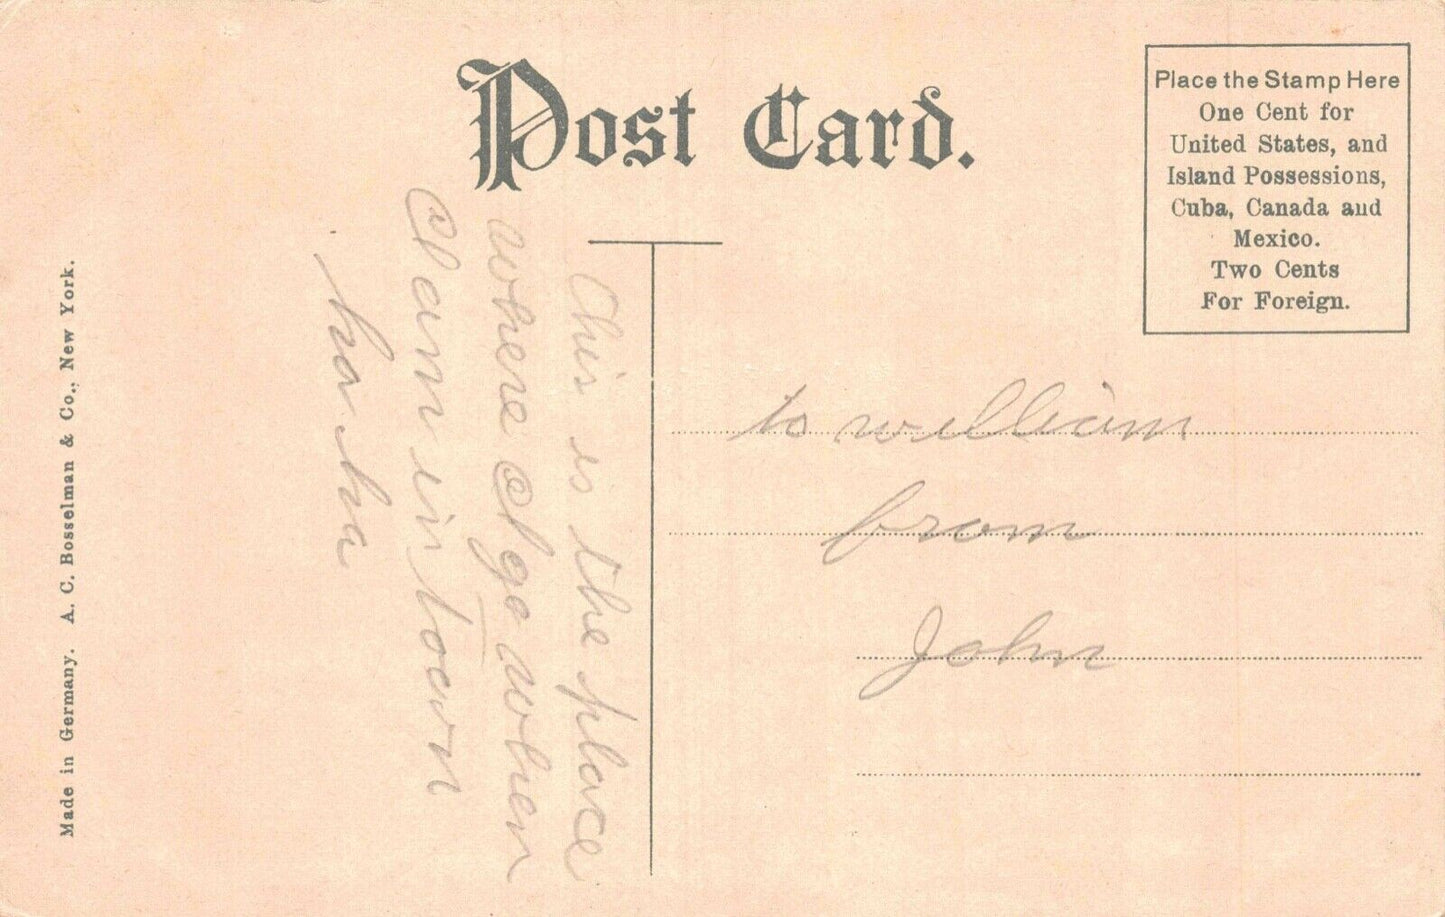 Post Card.
Place the Stamp Here
One Cent for
United States, and
Island Possessions,
Cuba, Canada and
Mexico.
Two Cents
For Foreign.
This is the place
where I go when
I am in town
ha ha
to william
from
John
Made in Germany. A. C. Bosselman & Co., New York.